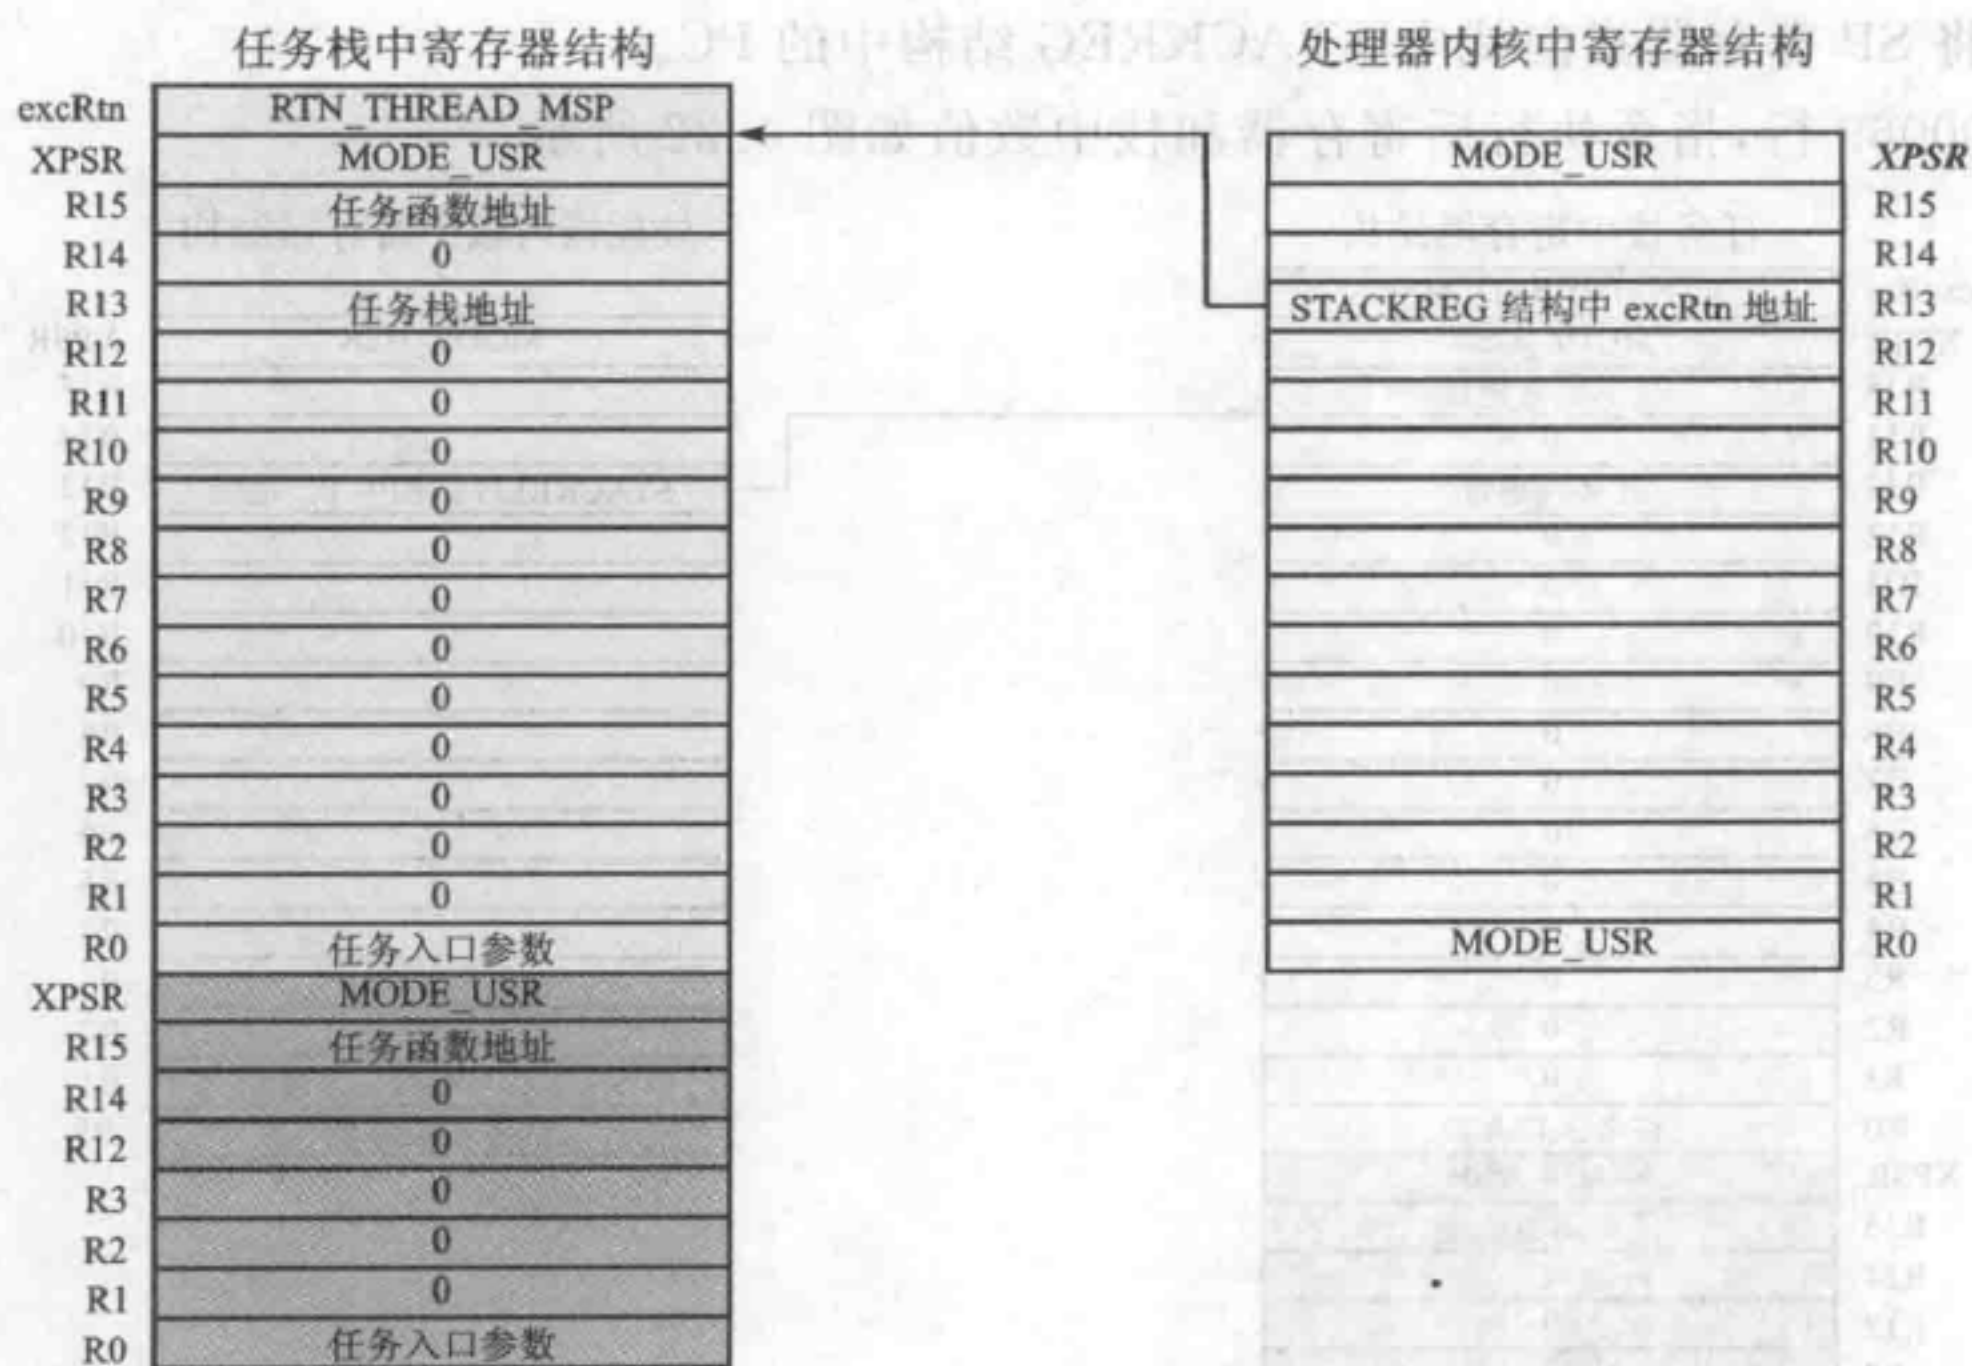 任务栈中寄存器结构
excRtn RTN_THREAD_MSP
XPSR MODE_USR
R15 任务函数地址
R14 0
R13 任务栈地址
R12 0
R11 0
R10 0
R9 0
R8 0
R7 0
R6 0
R5 0
R4 0
R3 0
R2 0
R1 0
R0 任务入口参数
XPSR MODE_USR
R15 任务函数地址
R14 0
R12 0
R3 0
R2 0
R1 0
R0 任务入口参数
处理器内核中寄存器结构
MODE_USR XPSR
R15
R14
STACKREG 结构中 excRtn 地址 R13
R12
R11
R10
R9
R8
R7
R6
R5
R4
R3
R2
R1
MODE_USR R0